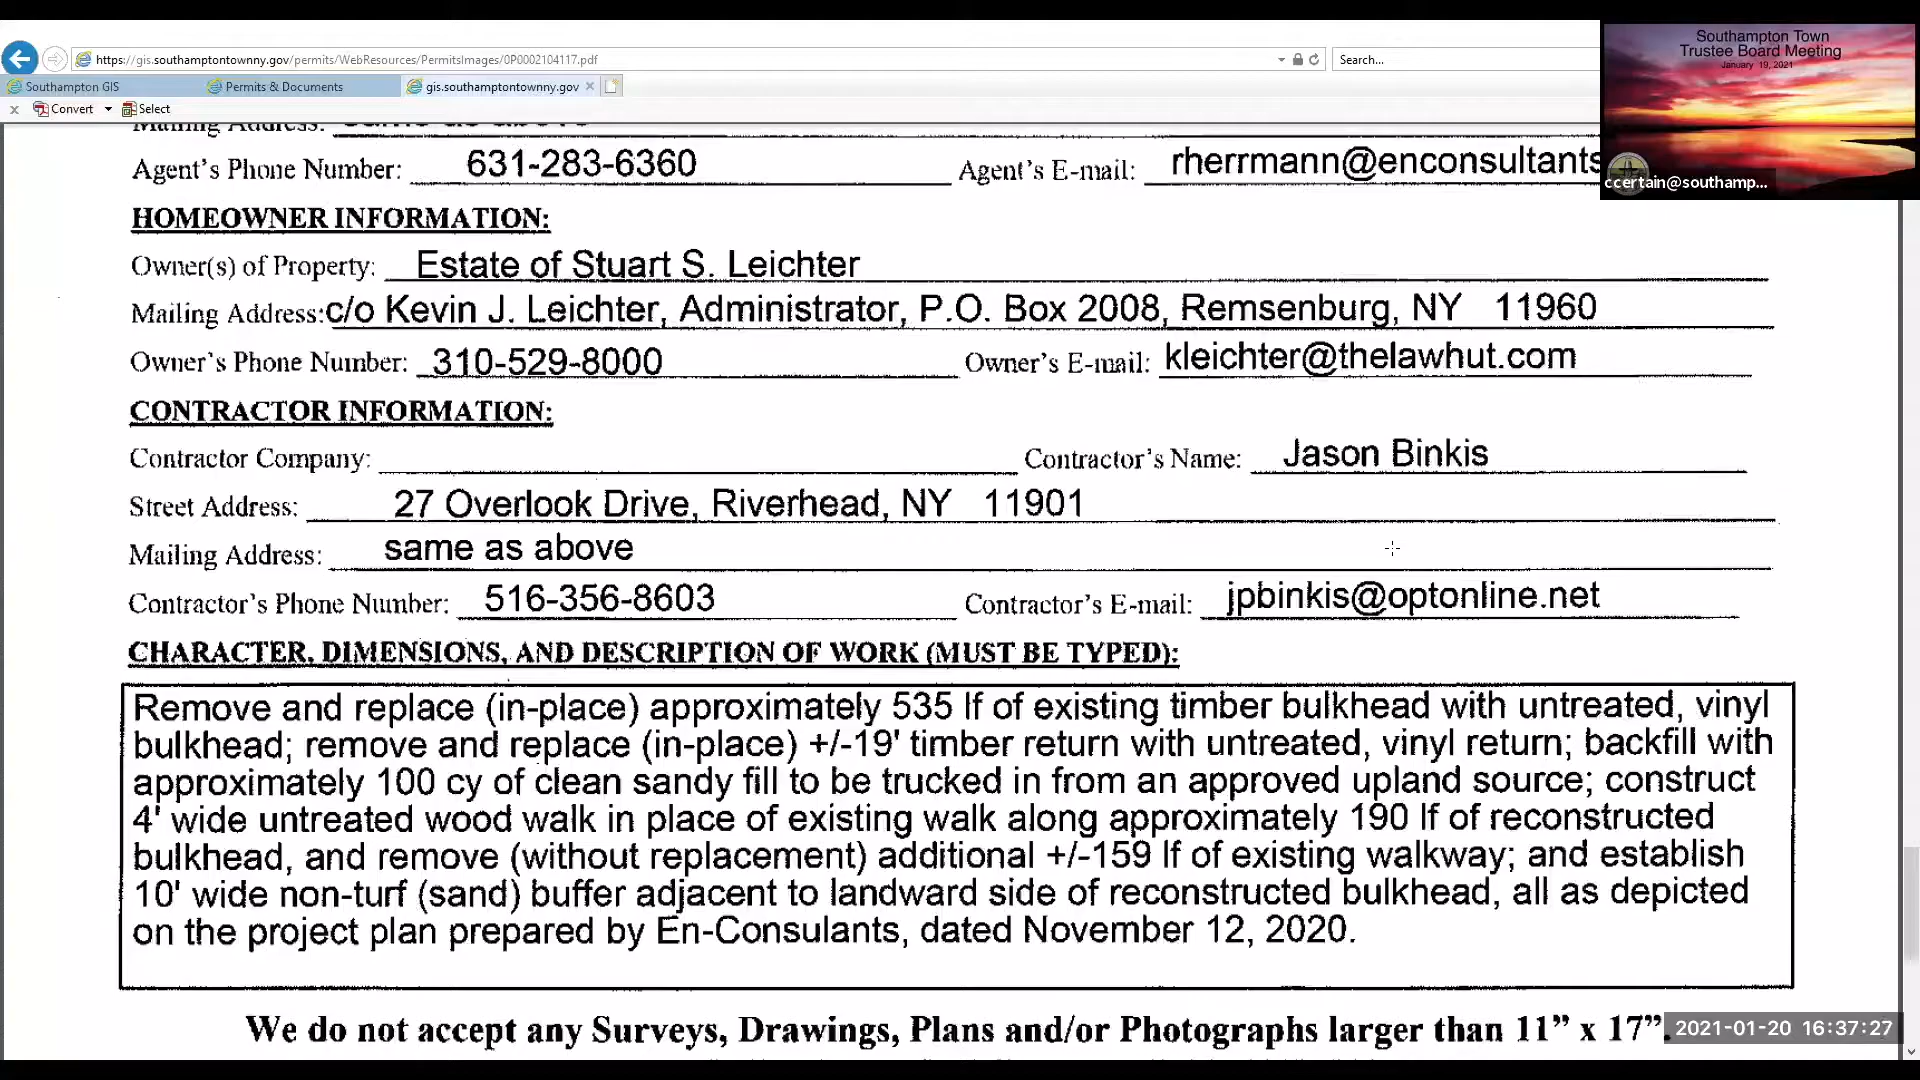 https://gis.southamptontownny.gov/permits/WebResources/PermitsImages/0P0002104117.pdf
Search...
Southampton GIS
Permits & Documents
gis.southamptontownny.gov
Convert
Select
Southampton Town
Trustee Board Meeting
January 19, 2021
ccertain@southamp...
Mailing Address: same as above
Agent's Phone Number: 631-283-6360 Agent's E-mail: rherrmann@enconsultants
HOMEOWNER INFORMATION:
Owner(s) of Property: Estate of Stuart S. Leichter
Mailing Address: c/o Kevin J. Leichter, Administrator, P.O. Box 2008, Remsenburg, NY 11960
Owner's Phone Number: 310-529-8000 Owner's E-mail: kleichter@thelawhut.com
CONTRACTOR INFORMATION:
Contractor Company: Contractor's Name: Jason Binkis
Street Address: 27 Overlook Drive, Riverhead, NY 11901
Mailing Address: same as above
Contractor's Phone Number: 516-356-8603 Contractor's E-mail: jpbinkis@optonline.net
CHARACTER, DIMENSIONS, AND DESCRIPTION OF WORK (MUST BE TYPED):
Remove and replace (in-place) approximately 535 lf of existing timber bulkhead with untreated, vinyl
bulkhead; remove and replace (in-place) +/-19' timber return with untreated, vinyl return; backfill with
approximately 100 cy of clean sandy fill to be trucked in from an approved upland source; construct
4' wide untreated wood walk in place of existing walk along approximately 190 lf of reconstructed
bulkhead, and remove (without replacement) additional +/-159 lf of existing walkway; and establish
10' wide non-turf (sand) buffer adjacent to landward side of reconstructed bulkhead, all as depicted
on the project plan prepared by En-Consulants, dated November 12, 2020.
We do not accept any Surveys, Drawings, Plans and/or Photographs larger than 11” x 17”.
2021-01-20 16:37:27